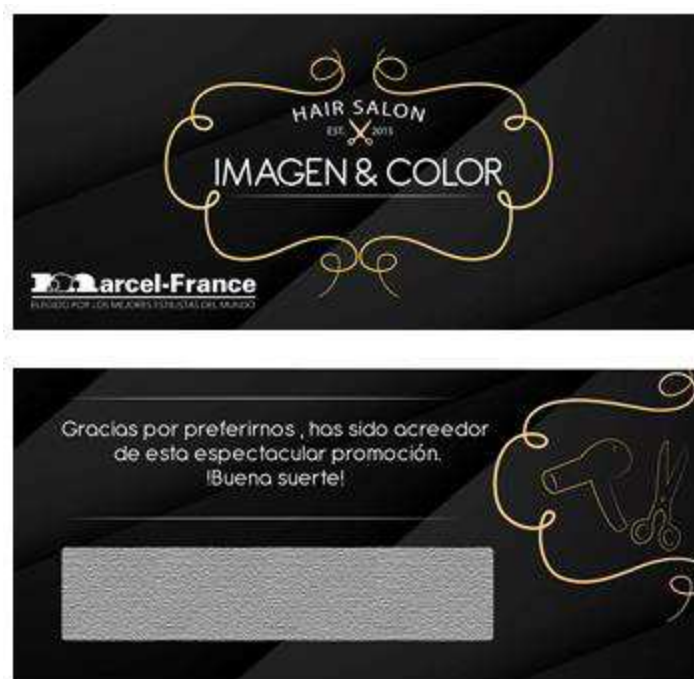 HAIR SALON
EST. 2015
IMAGEN & COLOR
Marcel-France
ELEGIDO POR LOS MEJORES ESTILISTAS DEL MUNDO
Gracias por preferirnos , has sido acreedor
de esta espectacular promoción.
!Buena suerte!